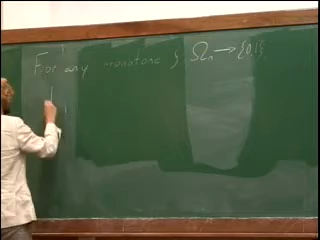 For any monotone f Ωₙ → {0,1}